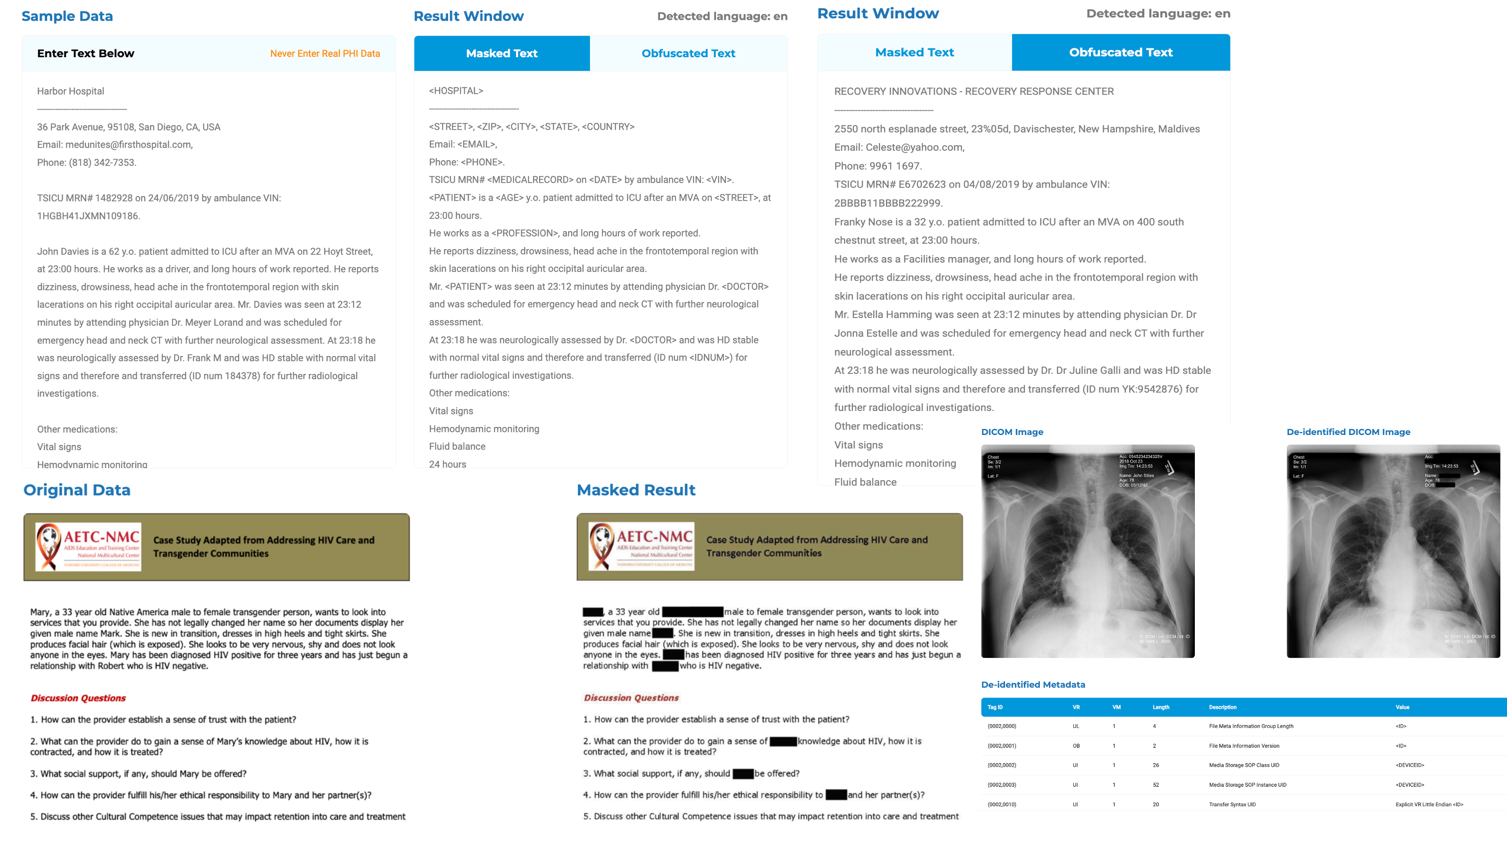 Sample Data
Enter Text Below
Never Enter Real PHI Data
Harbor Hospital
36 Park Avenue, 95108, San Diego, CA, USA
Email: medunites@firsthospital.com,
Phone: (818) 342-7353.
TSICU MRN# 1482928 on 24/06/2019 by ambulance VIN:
1HGBH41JXMN109186.
John Davies is a 62 y.o. patient admitted to ICU after an MVA on 22 Hoyt Street,
at 23:00 hours. He works as a driver, and long hours of work reported. He reports
dizziness, drowsiness, head ache in the frontotemporal region with skin
lacerations on his right occipital auricular area. Mr. Davies was seen at 23:12
minutes by attending physician Dr. Meyer Lorand and was scheduled for
emergency head and neck CT with further neurological assessment. At 23:18 he
was neurologically assessed by Dr. Frank M and was HD stable with normal vital
signs and therefore and transferred (ID num 184378) for further radiological
investigations.
Other medications:
Vital signs
Hemodynamic monitoring
Result Window
Detected language: en
Masked Text
Obfuscated Text
<HOSPITAL>
<STREET>, <ZIP>, <CITY>, <STATE>, <COUNTRY>
Email: <EMAIL>,
Phone: <PHONE>.
TSICU MRN# <MEDICALRECORD> on <DATE> by ambulance VIN: <VIN>.
<PATIENT> is a <AGE> y.o. patient admitted to ICU after an MVA on <STREET>, at
23:00 hours.
He works as a <PROFESSION>, and long hours of work reported.
He reports dizziness, drowsiness, head ache in the frontotemporal region with
skin lacerations on his right occipital auricular area.
Mr. <PATIENT> was seen at 23:12 minutes by attending physician Dr. <DOCTOR>
and was scheduled for emergency head and neck CT with further neurological
assessment.
At 23:18 he was neurologically assessed by Dr. <DOCTOR> and was HD stable
with normal vital signs and therefore and transferred (ID num <IDNUM>) for
further radiological investigations.
Other medications:
Vital signs
Hemodynamic monitoring
Fluid balance
24 hours
Result Window
Detected language: en
Masked Text
Obfuscated Text
RECOVERY INNOVATIONS - RECOVERY RESPONSE CENTER
2550 north esplanade street, 23%05d, Davischester, New Hampshire, Maldives
Email: Celeste@yahoo.com,
Phone: 9961 1697.
TSICU MRN# E6702623 on 04/08/2019 by ambulance VIN:
2BBBB11BBBB222999.
Franky Nose is a 32 y.o. patient admitted to ICU after an MVA on 400 south
chestnut street, at 23:00 hours.
He works as a Facilities manager, and long hours of work reported.
He reports dizziness, drowsiness, head ache in the frontotemporal region with
skin lacerations on his right occipital auricular area.
Mr. Estella Hamming was seen at 23:12 minutes by attending physician Dr. Dr
Jonna Estelle and was scheduled for emergency head and neck CT with further
neurological assessment.
At 23:18 he was neurologically assessed by Dr. Dr Juline Galli and was HD stable
with normal vital signs and therefore and transferred (ID num YK:9542876) for
further radiological investigations.
Other medications:
Vital signs
Hemodynamic monitoring
Fluid balance
Original Data
AETC-NMC
AIDS Education and Training Center
National Multicultural Center
Case Study Adapted from Addressing HIV Care and
Transgender Communities
Mary, a 33 year old Native America male to female transgender person, wants to look into
services that you provide. She has not legally changed her name so her documents display her
given male name Mark. She is new in transition, dresses in high heels and tight skirts. She
produces facial hair (which is exposed). She looks to be very nervous, shy and does not look
anyone in the eyes. Mary has been diagnosed HIV positive for three years and has just begun a
relationship with Robert who is HIV negative.
Discussion Questions
1. How can the provider establish a sense of trust with the patient?
2. What can the provider do to gain a sense of Mary's knowledge about HIV, how it is
contracted, and how it is treated?
3. What social support, if any, should Mary be offered?
4. How can the provider fulfill his/her ethical responsibility to Mary and her partner(s)?
5. Discuss other Cultural Competence issues that may impact retention into care and treatment
Masked Result
AETC-NMC
AIDS Education and Training Center
National Multicultural Center
Case Study Adapted from Addressing HIV Care and
Transgender Communities
, a 33 year old male to female transgender person, wants to look into
services that you provide. She has not legally changed her name so her documents display her
given male name . She is new in transition, dresses in high heels and tight skirts. She
produces facial hair (which is exposed). She looks to be very nervous, shy and does not look
anyone in the eyes. has been diagnosed HIV positive for three years and has just begun a
relationship with who is HIV negative.
Discussion Questions
1. How can the provider establish a sense of trust with the patient?
2. What can the provider do to gain a sense of knowledge about HIV, how it is
contracted, and how it is treated?
3. What social support, if any, should be offered?
4. How can the provider fulfill his/her ethical responsibility to and her partner(s)?
5. Discuss other Cultural Competence issues that may impact retention into care and treatment
DICOM Image
Chest
Se: 3/2
Im: 1/1
Lat: F
2018 Oct 23
Img Tm: 14:23:53
Name: John Stiles
Age: 78
De-identified DICOM Image
Chest
Se: 3/2
Im: 1/1
Lat: F
Acc:
Img Tm: 14:23:53
Name:
Age: 78
DOB:
De-identified Metadata
Tag ID VR VM Length Description Value
(0002,0000) UL 1 4 File Meta Information Group Length <ID>
(0002,0001) OB 1 2 File Meta Information Version <ID>
(0002,0002) UI 1 26 Media Storage SOP Class UID <DEVICEID>
(0002,0003) UI 1 52 Media Storage SOP Instance UID <DEVICEID>
(0002,0010) UI 1 20 Transfer Syntax UID Explicit VR Little Endian <ID>